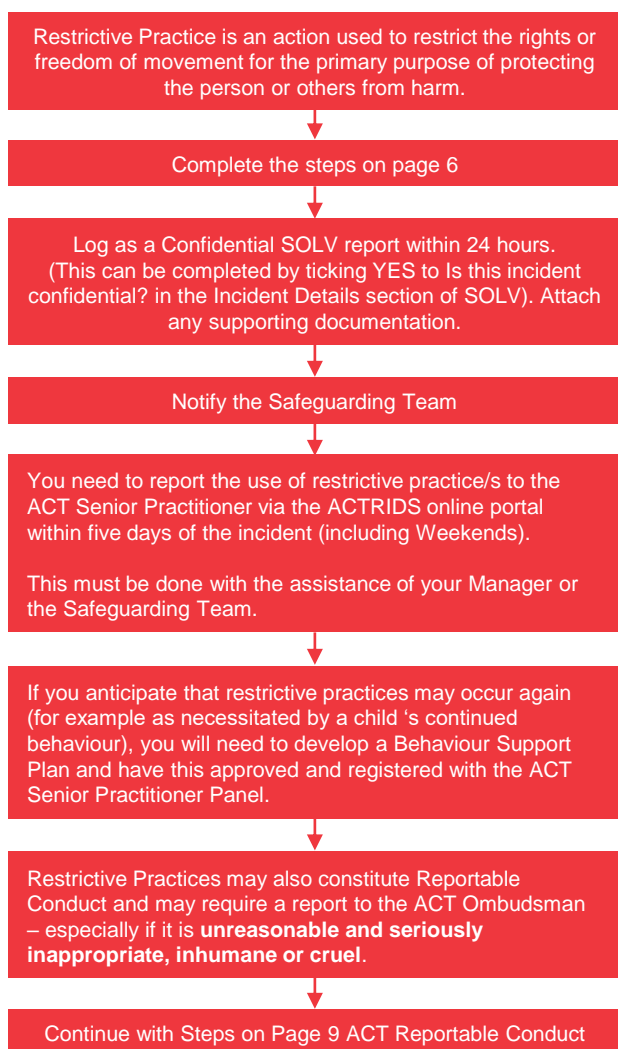 Restrictive Practice is an action used to restrict the rights or
freedom of movement for the primary purpose of protecting
the person or others from harm.
Complete the steps on page 6
Log as a Confidential SOLV report within 24 hours.
(This can be completed by ticking YES to Is this incident
confidential? in the Incident Details section of SOLV). Attach
any supporting documentation.
Notify the Safeguarding Team
You need to report the use of restrictive practice/s to the
ACT Senior Practitioner via the ACTRIDS online portal
within five days of the incident (including Weekends).
This must be done with the assistance of your Manager or
the Safeguarding Team.
If you anticipate that restrictive practices may occur again
(for example as necessitated by a child ‘s continued
behaviour), you will need to develop a Behaviour Support
Plan and have this approved and registered with the ACT
Senior Practitioner Panel.
Restrictive Practices may also constitute Reportable
Conduct and may require a report to the ACT Ombudsman
– especially if it is unreasonable and seriously
inappropriate, inhumane or cruel.
Continue with Steps on Page 9 ACT Reportable Conduct